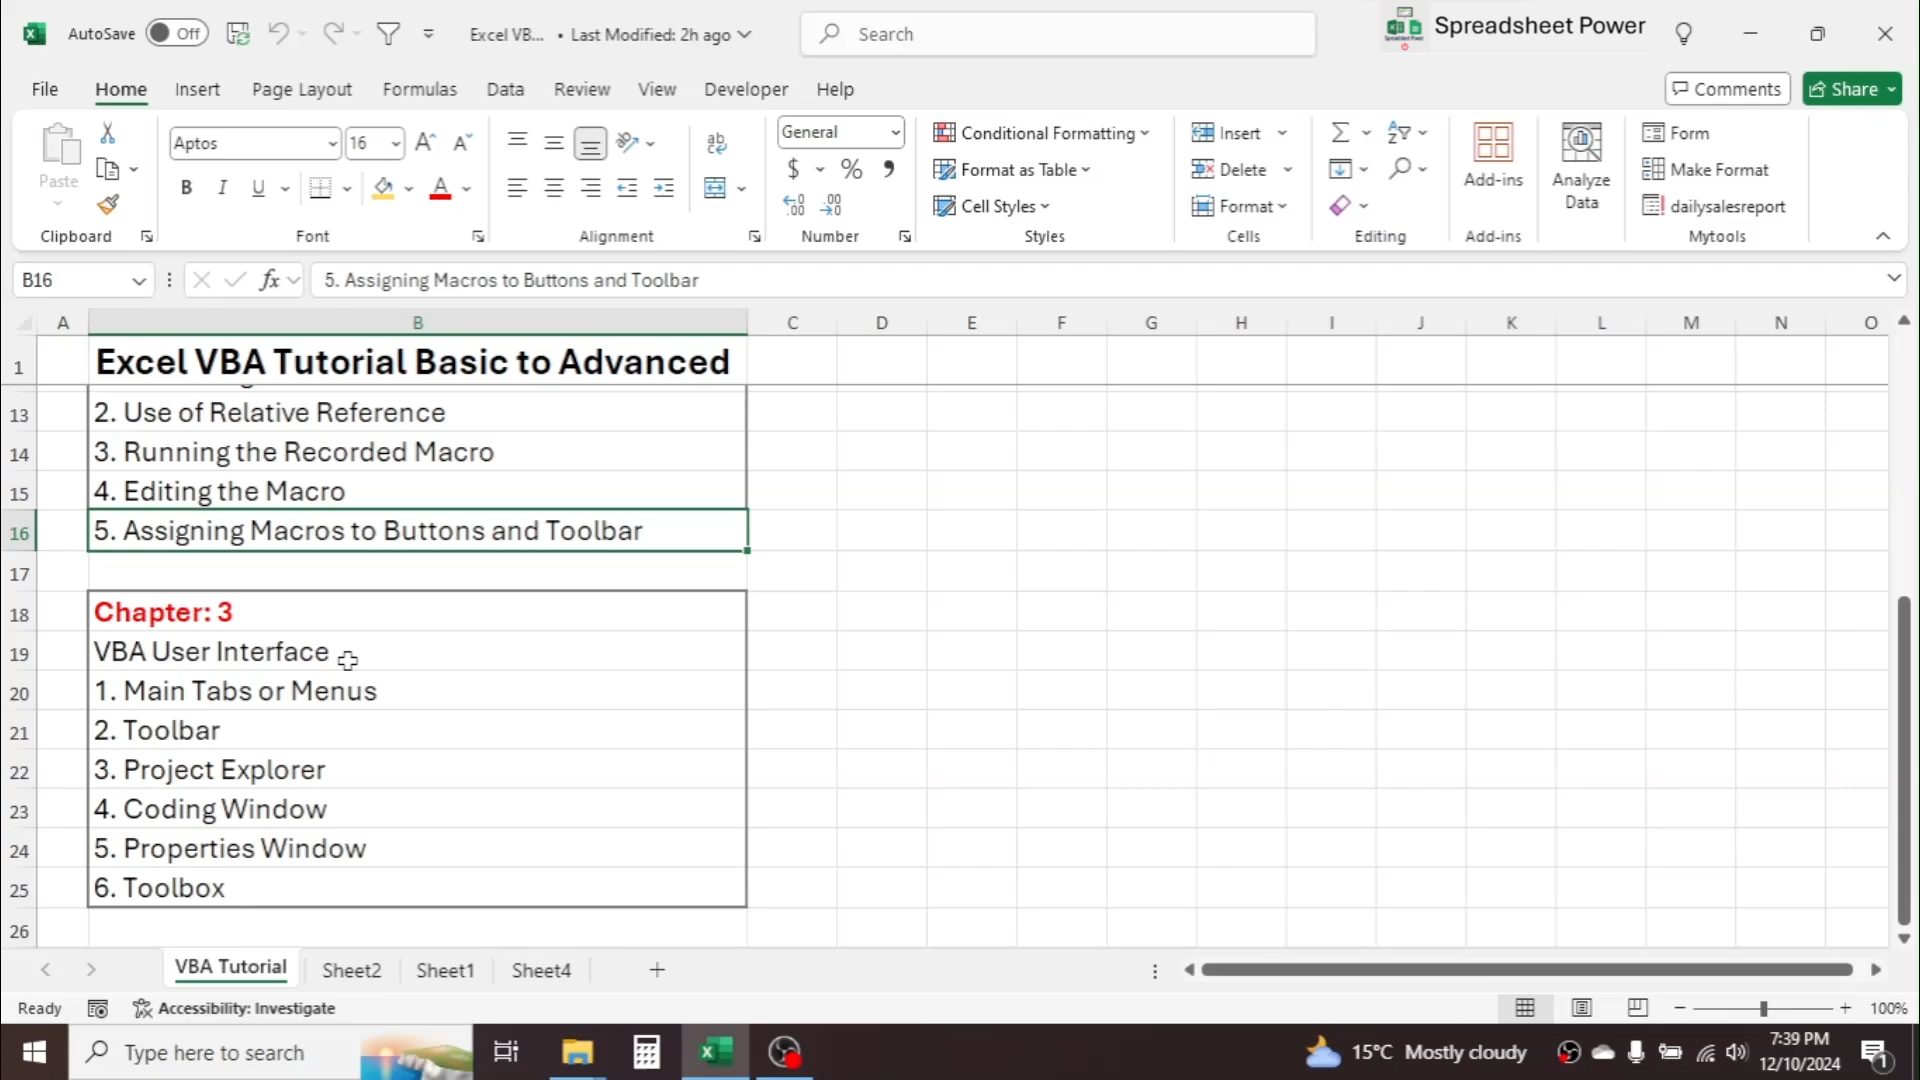 AutoSave
Off
Excel VB... • Last Modified: 2h ago
Search
Spreadsheet Power
File
Home
Insert
Page Layout
Formulas
Data
Review
View
Developer
Help
Comments
Share
Paste
Clipboard
Aptos
16
B I U
Font
Alignment
General
$ %
Number
Conditional Formatting
Format as Table
Cell Styles
Styles
Insert
Delete
Format
Cells
Editing
Add-ins
Add-ins
Analyze
Data
Form
Make Format
dailysalesreport
Mytools
B16
fx
5. Assigning Macros to Buttons and Toolbar
A B C D E F G H I J K L M N O
1 Excel VBA Tutorial Basic to Advanced
13 2. Use of Relative Reference
14 3. Running the Recorded Macro
15 4. Editing the Macro
16 5. Assigning Macros to Buttons and Toolbar
17
18 Chapter: 3
19 VBA User Interface
20 1. Main Tabs or Menus
21 2. Toolbar
22 3. Project Explorer
23 4. Coding Window
24 5. Properties Window
25 6. Toolbox
26
VBA Tutorial
Sheet2
Sheet1
Sheet4
Ready
Accessibility: Investigate
100%
Type here to search
15°C Mostly cloudy
7:39 PM
12/10/2024
1